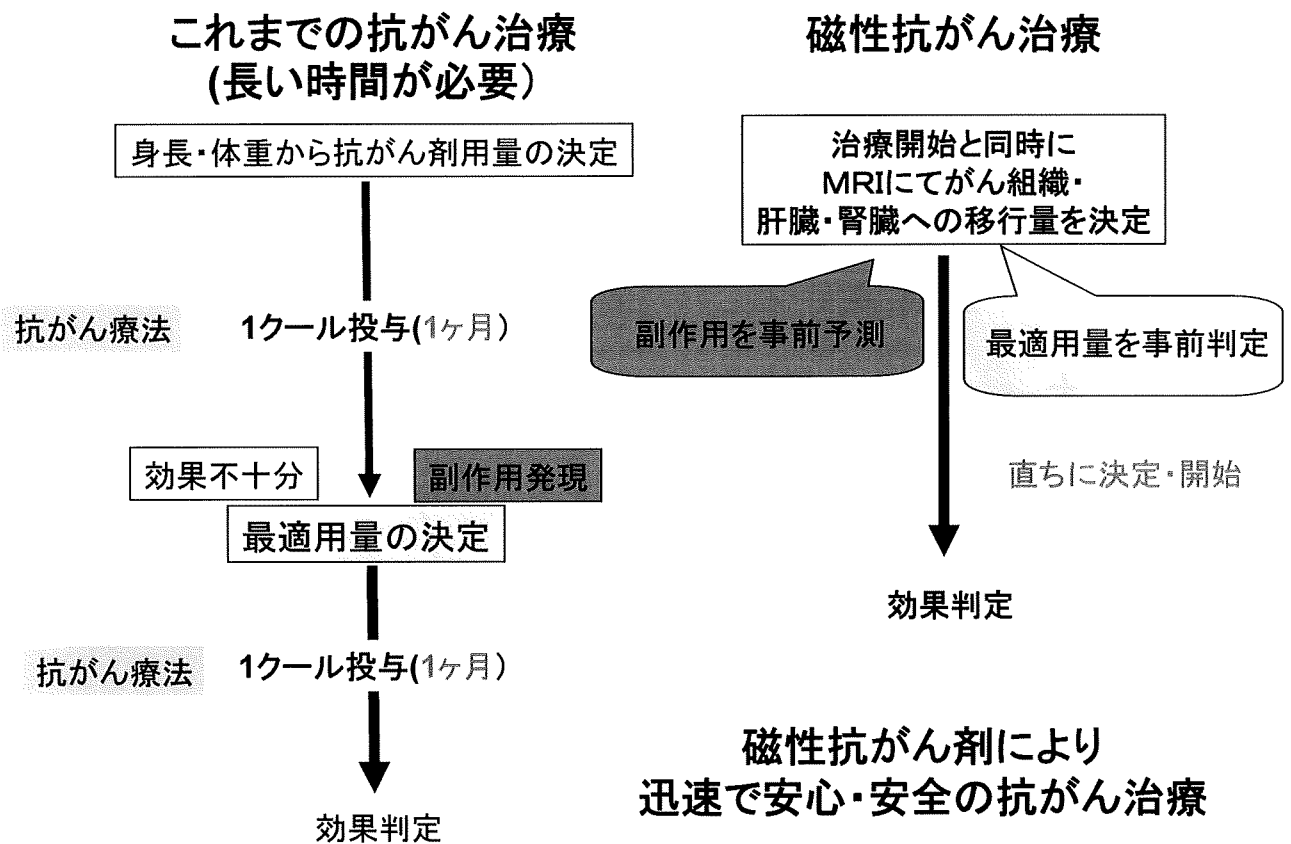 これまでの抗がん治療
(長い時間が必要)
身長・体重から抗がん剤用量の決定
抗がん療法
1クール投与(1ヶ月)
効果不十分
副作用発現
最適用量の決定
抗がん療法
1クール投与(1ヶ月)
効果判定
磁性抗がん治療
治療開始と同時に
MRIにてがん組織・
肝臓・腎臓への移行量を決定
副作用を事前予測
最適用量を事前判定
直ちに決定・開始
効果判定
磁性抗がん剤により
迅速で安心・安全の抗がん治療